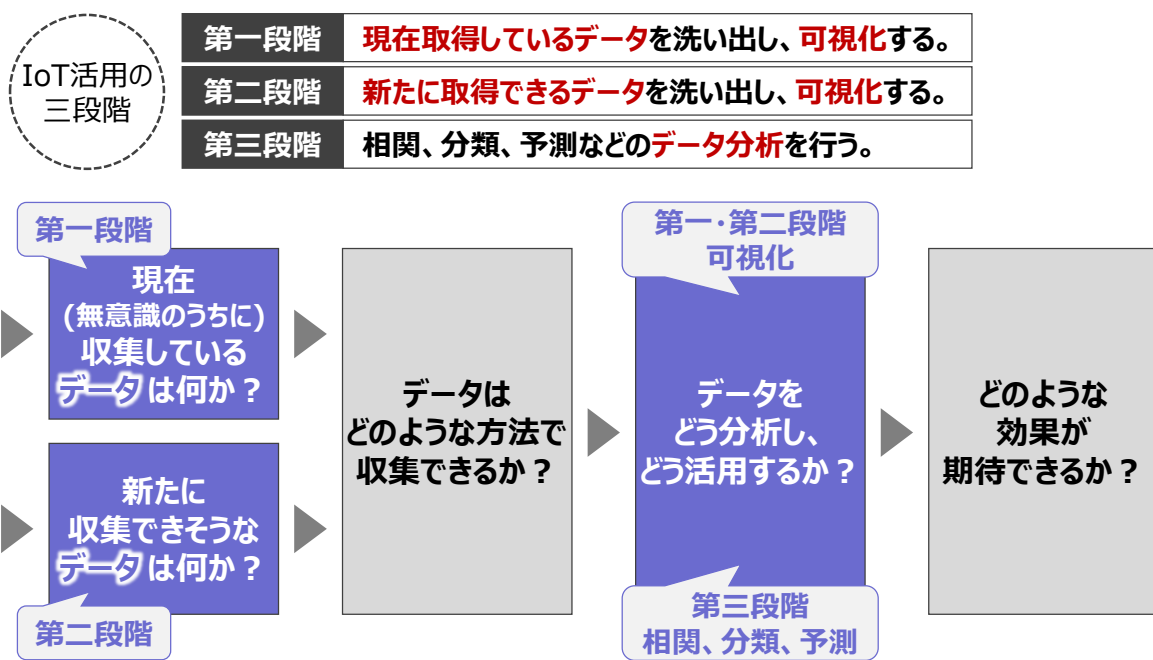 IoT活用の
三段階
第一段階 現在取得しているデータを洗い出し、可視化する。
第二段階 新たに取得できるデータを洗い出し、可視化する。
第三段階 相関、分類、予測などのデータ分析を行う。
第一段階
現在
(無意識のうちに)
収集している
データは何か？
新たに
収集できそうな
データは何か？
第二段階
データは
どのような方法で
収集できるか？
第一・第二段階
可視化
データを
どう分析し、
どう活用するか？
第三段階
相関、分類、予測
どのような
効果が
期待できるか？